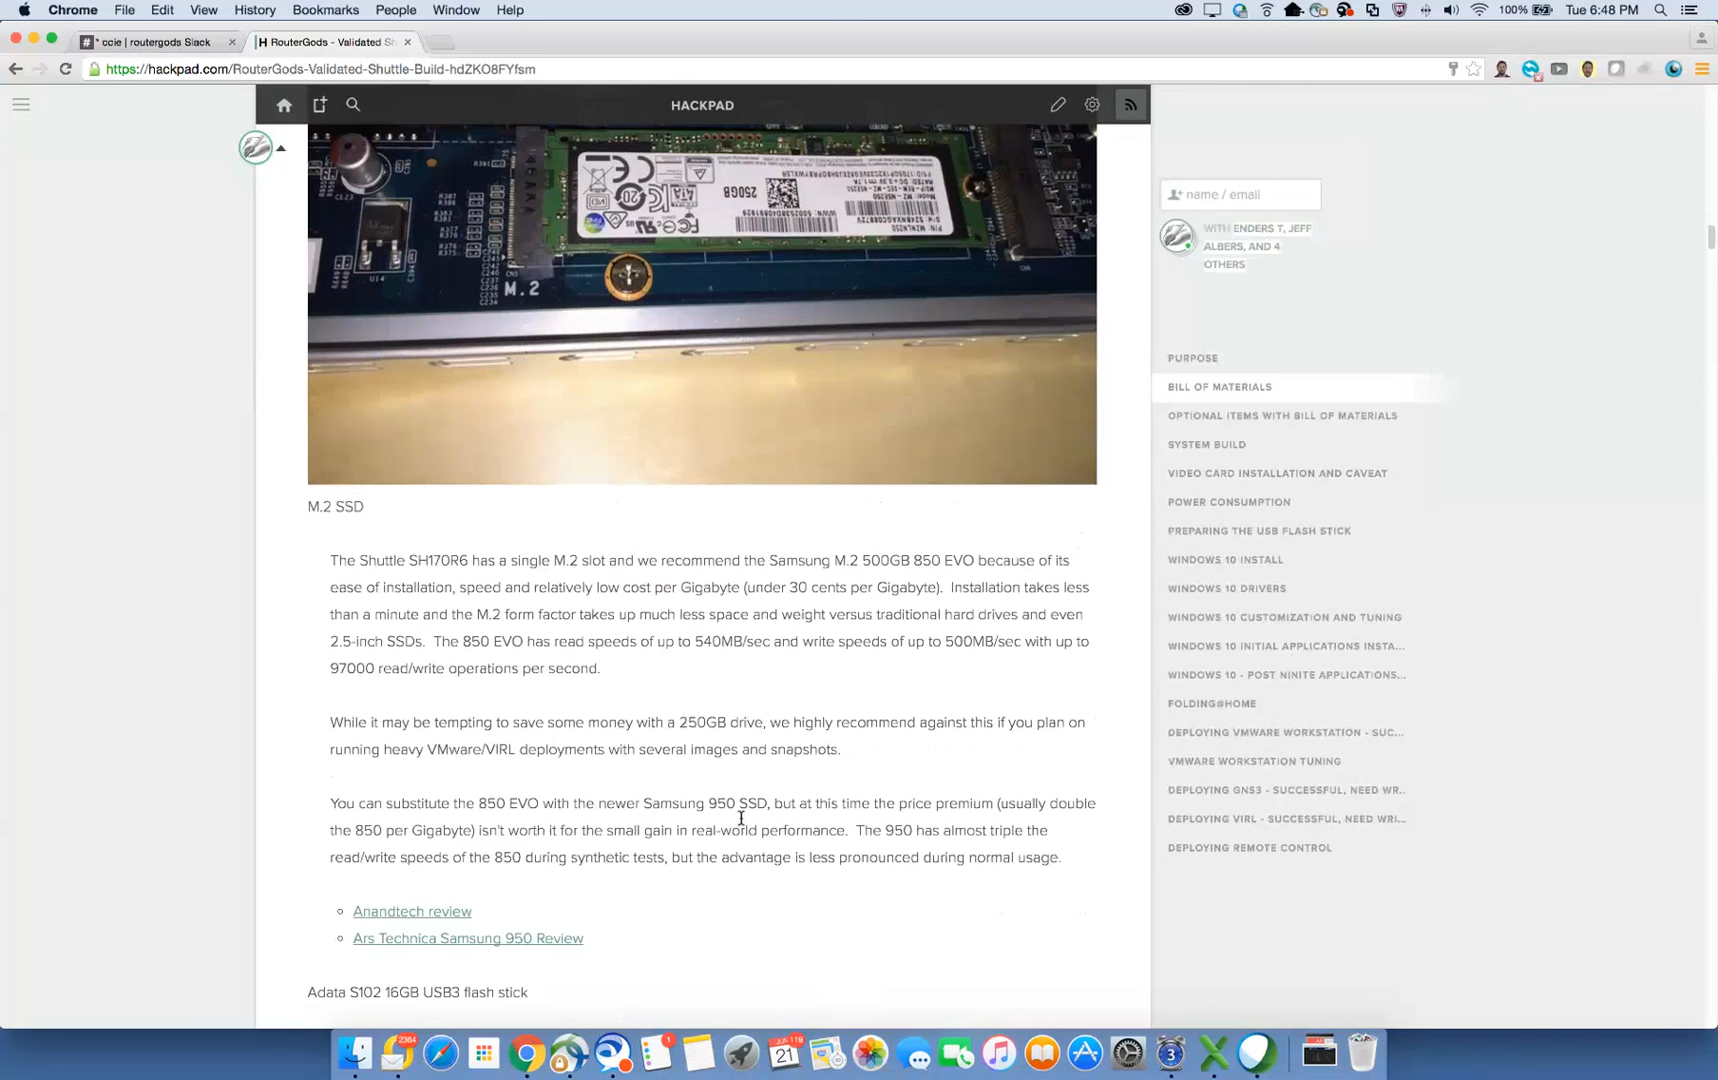 Chrome File Edit View History Bookmarks People Window Help 100% Tue 6:48 PM
* ccie | routergods Slack
RouterGods - Validated Sh
https://hackpad.com/RouterGods-Validated-Shuttle-Build-hdZKO8FYfsm
HACKPAD
250GB
M.2
U14
name / email
WITH ENDERS T, JEFF
ALBERS, AND 4
OTHERS
PURPOSE
BILL OF MATERIALS
OPTIONAL ITEMS WITH BILL OF MATERIALS
SYSTEM BUILD
VIDEO CARD INSTALLATION AND CAVEAT
POWER CONSUMPTION
PREPARING THE USB FLASH STICK
WINDOWS 10 INSTALL
WINDOWS 10 DRIVERS
WINDOWS 10 CUSTOMIZATION AND TUNING
WINDOWS 10 INITIAL APPLICATIONS INSTA...
WINDOWS 10 - POST NINITE APPLICATIONS...
FOLDING@HOME
DEPLOYING VMWARE WORKSTATION - SUC...
VMWARE WORKSTATION TUNING
DEPLOYING GNS3 - SUCCESSFUL, NEED WR...
DEPLOYING VIRL - SUCCESSFUL, NEED WRI...
DEPLOYING REMOTE CONTROL
M.2 SSD
The Shuttle SH170R6 has a single M.2 slot and we recommend the Samsung M.2 500GB 850 EVO because of its
ease of installation, speed and relatively low cost per Gigabyte (under 30 cents per Gigabyte). Installation takes less
than a minute and the M.2 form factor takes up much less space and weight versus traditional hard drives and even
2.5-inch SSDs. The 850 EVO has read speeds of up to 540MB/sec and write speeds of up to 500MB/sec with up to
97000 read/write operations per second.
While it may be tempting to save some money with a 250GB drive, we highly recommend against this if you plan on
running heavy VMware/VIRL deployments with several images and snapshots.
You can substitute the 850 EVO with the newer Samsung 950 SSD, but at this time the price premium (usually double
the 850 per Gigabyte) isn't worth it for the small gain in real-world performance. The 950 has almost triple the
read/write speeds of the 850 during synthetic tests, but the advantage is less pronounced during normal usage.
Anandtech review
Ars Technica Samsung 950 Review
Adata S102 16GB USB3 flash stick
2364
1
JUN
21
3